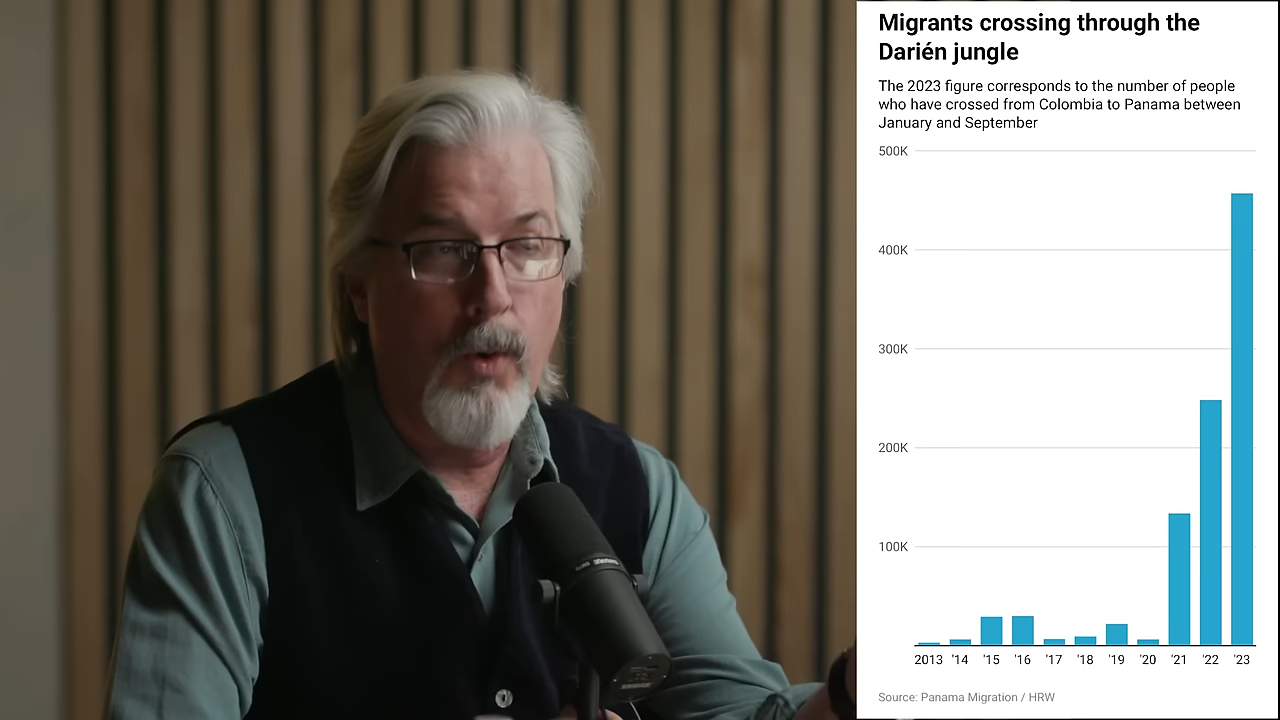 Migrants crossing through the
Darién jungle
The 2023 figure corresponds to the number of people
who have crossed from Colombia to Panama between
January and September
500K
400K
300K
200K
100K
2013 '14 '15 '16 '17 '18 '19 '20 '21 '22 '23
Source: Panama Migration / HRW